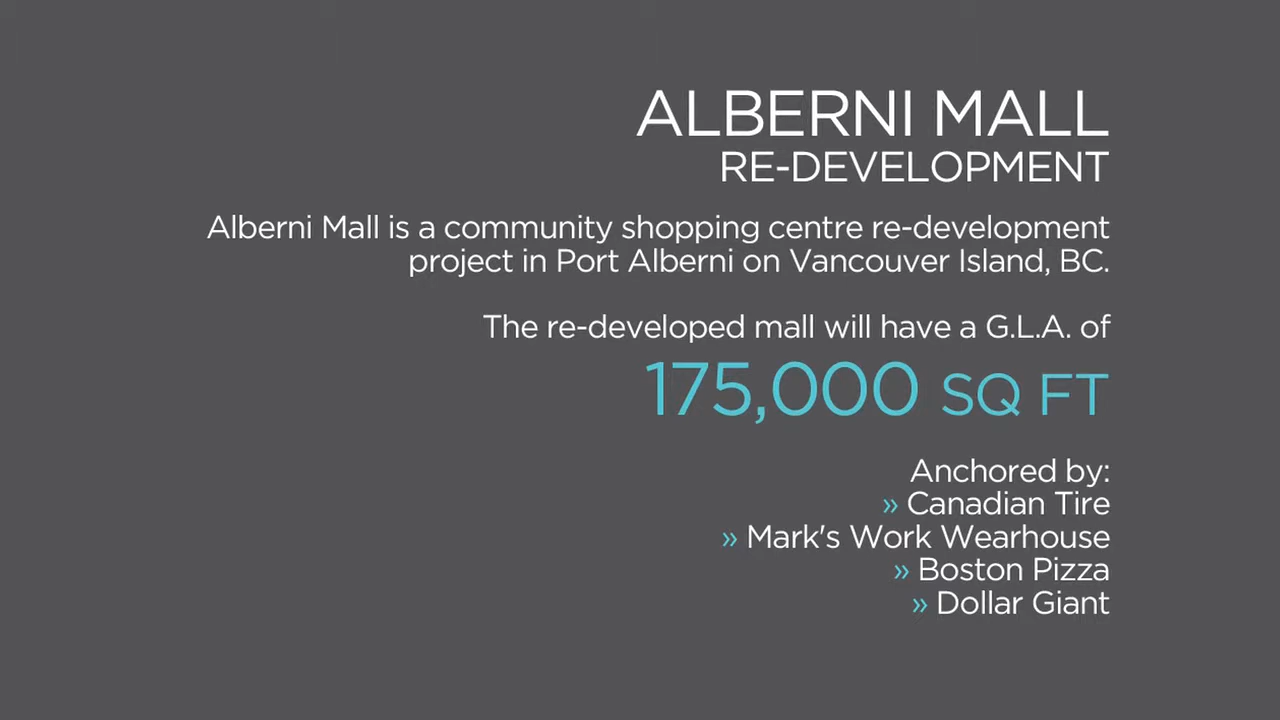 ALBERNI MALL
RE-DEVELOPMENT
Alberni Mall is a community shopping centre re-development
project in Port Alberni on Vancouver Island, BC.
The re-developed mall will have a G.L.A. of
175,000 SQ FT
Anchored by:
» Canadian Tire
» Mark's Work Wearhouse
» Boston Pizza
» Dollar Giant